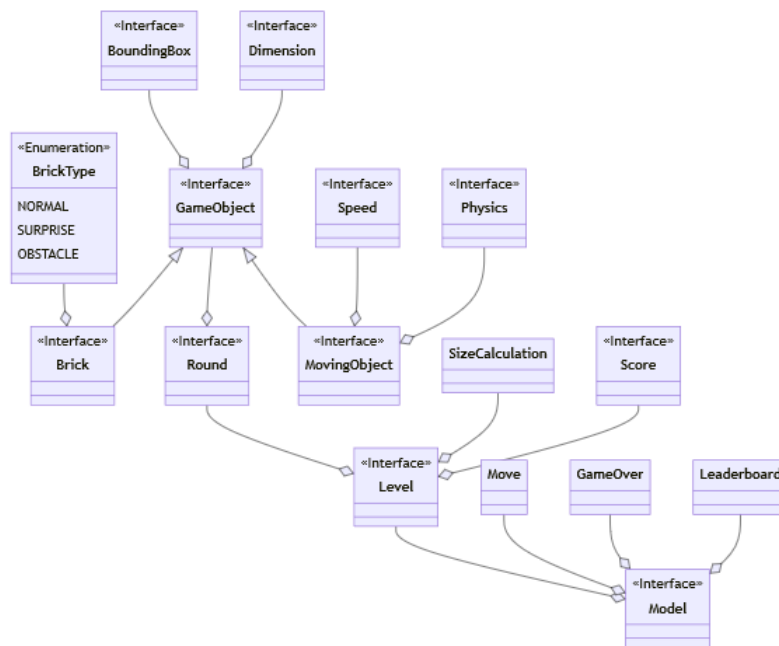 «Interface»
BoundingBox
«Interface»
Dimension
«Enumeration»
BrickType
NORMAL
SURPRISE
OBSTACLE
«Interface»
GameObject
«Interface»
Speed
«Interface»
Physics
«Interface»
Brick
«Interface»
Round
«Interface»
MovingObject
SizeCalculation
«Interface»
Score
«Interface»
Level
Move
GameOver
Leaderboard
«Interface»
Model